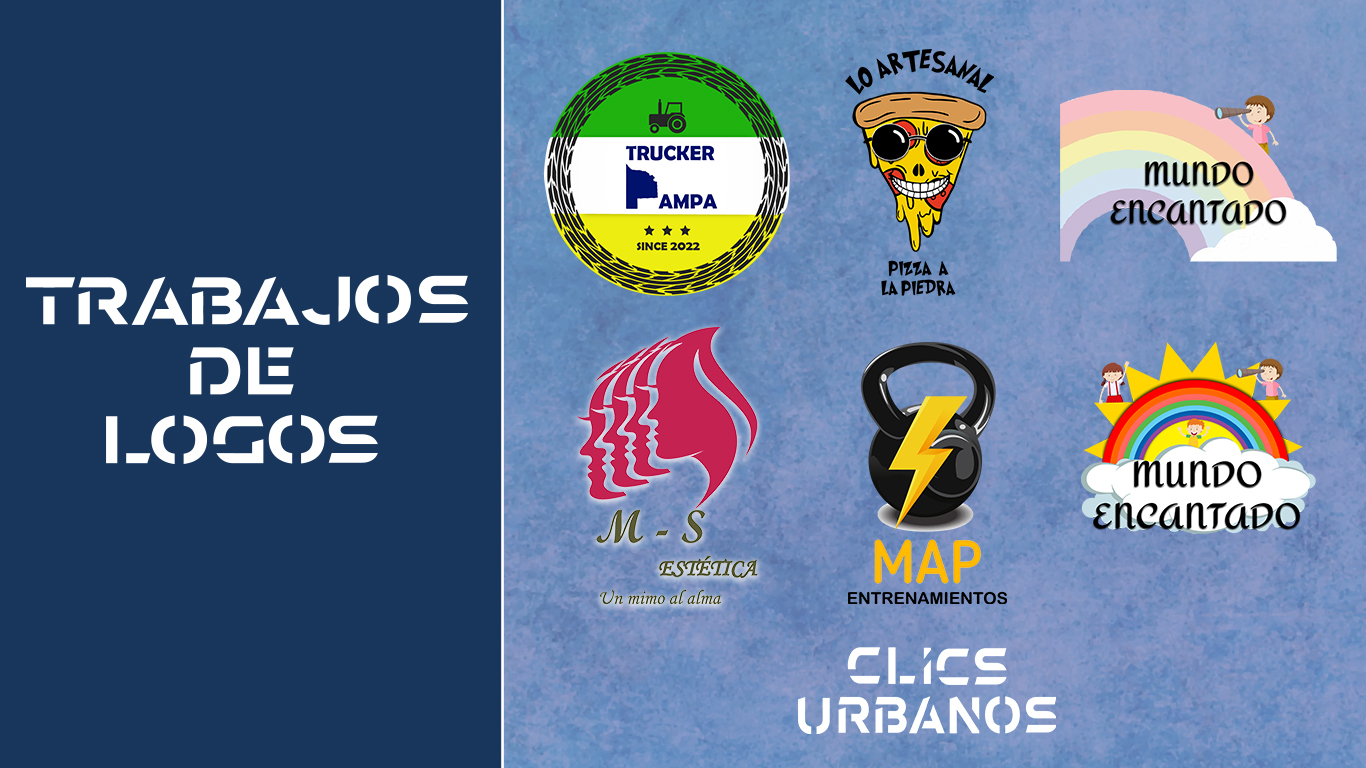 TRABAJOS
DE
LOGOS
TRUCKER
PAMPA
SINCE 2022
LO ARTESANAL
PIZZA A
LA PIEDRA
MUNDO
ENCANTADO
M - S
ESTÉTICA
Un mimo al alma
MAP
ENTRENAMIENTOS
MUNDO
ENCANTADO
CLICS
URBANOS